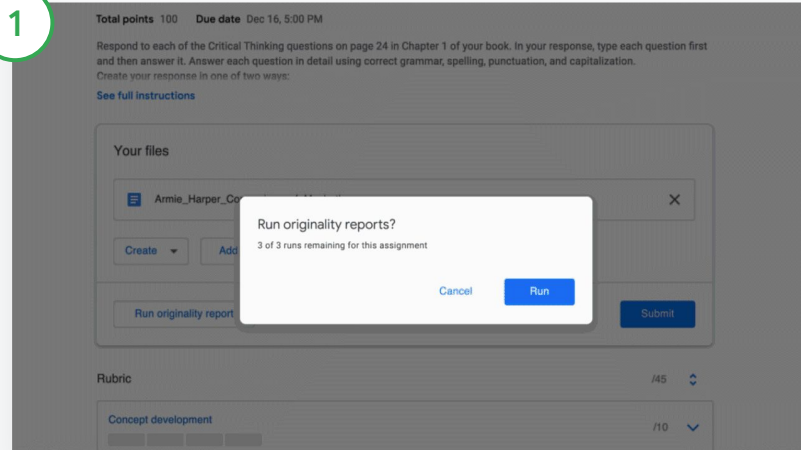 1
Total points 100 Due date Dec 16, 5:00 PM
Respond to each of the Critical Thinking questions on page 24 in Chapter 1 of your book. In your response, type each question first
and then answer it. Answer each question in detail using correct grammar, spelling, punctuation, and capitalization.
Create your response in one of two ways:
See full instructions
Your files
Armie_Harper_Co
Run originality reports?
3 of 3 runs remaining for this assignment
Create Add
Cancel Run
Run originality report
Submit
Rubric /45
Concept development /10